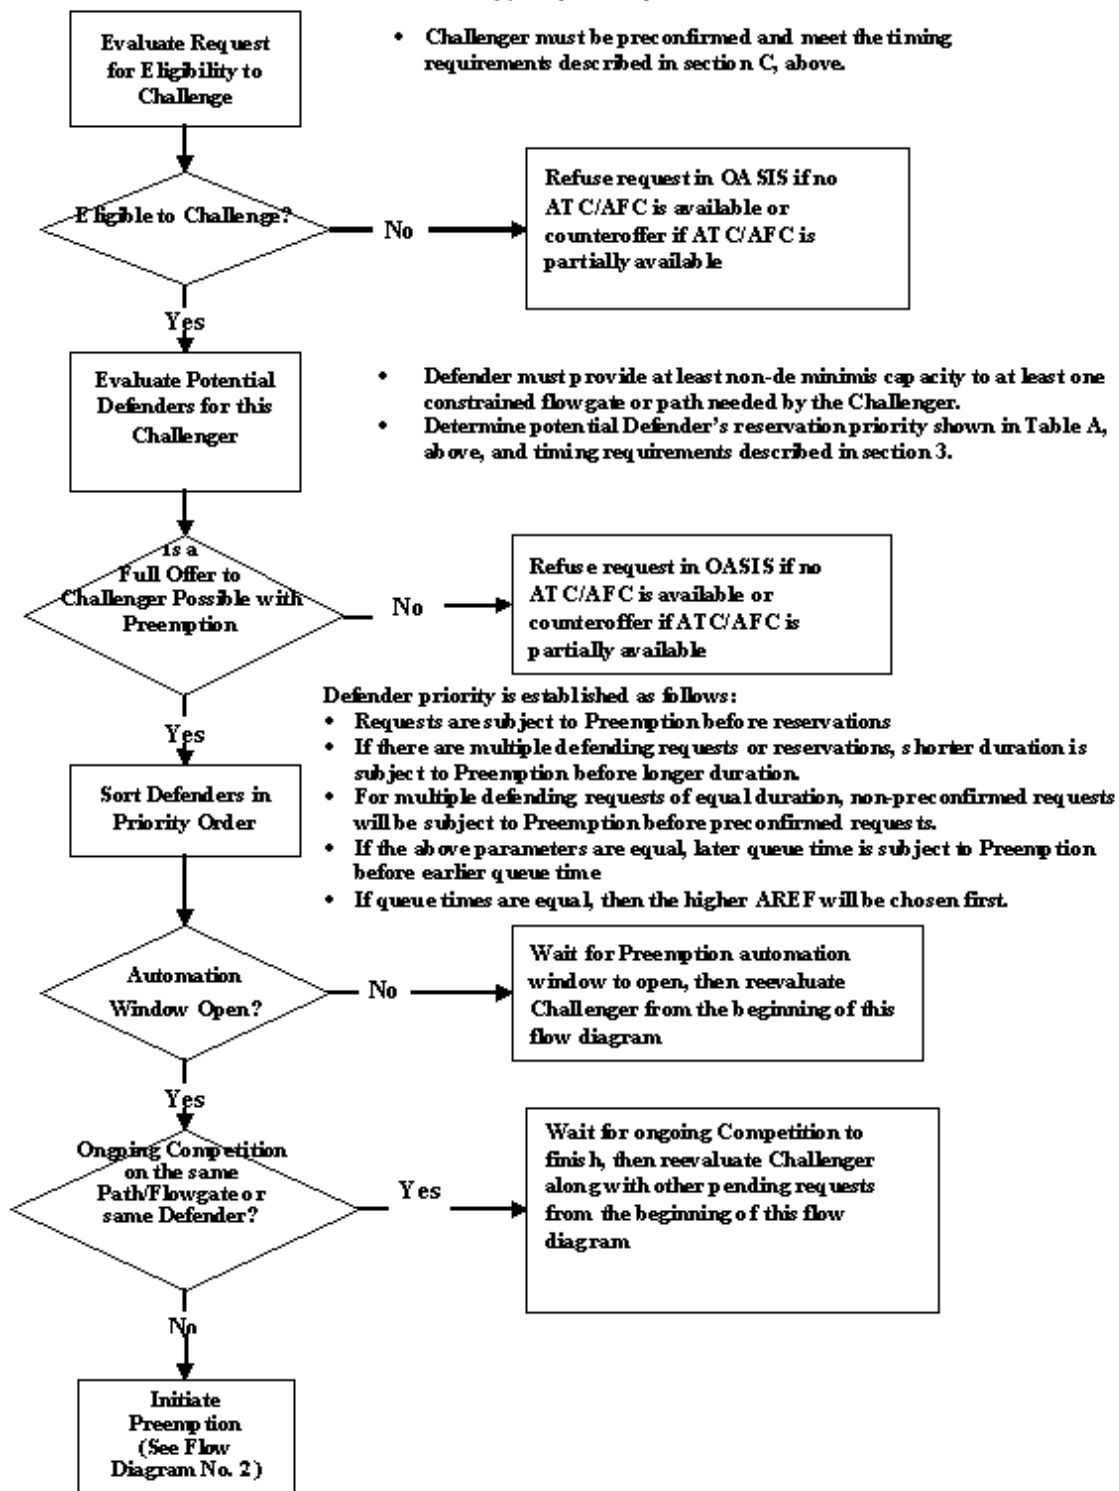 Evaluate Request
for Eligibility to
Challenge
• Challenger must be preconfirmed and meet the timing
requirements described in section C, above.
Eligible to Challenge?
No
Refuse request in OASIS if no
ATC/AFC is available or
counteroffer if ATC/AFC is
partially available
Yes
Evaluate Potential
Defenders for this
Challenger
• Defender must provide at least non-de minimis capacity to at least one
constrained flowgate or path needed by the Challenger.
• Determine potential Defender's reservation priority shown in Table A,
above, and timing requirements described in section 3.
Is a
Full Offer to
Challenger Possible with
Preemption
No
Refuse request in OASIS if no
ATC/AFC is available or
counteroffer if ATC/AFC is
partially available
Yes
Defender priority is established as follows:
• Requests are subject to Preemption before reservations
• If there are multiple defending requests or reservations, shorter duration is
subject to Preemption before longer duration.
• For multiple defending requests of equal duration, non-preconfirmed requests
will be subject to Preemption before preconfirmed requests.
• If the above parameters are equal, later queue time is subject to Preemption
before earlier queue time
• If queue times are equal, then the higher AREF will be chosen first.
Sort Defenders in
Priority Order
Automation
Window Open?
No
Wait for Preemption automation
window to open, then reevaluate
Challenger from the beginning of this
flow diagram
Yes
Ongoing Competition
on the same
Path/Flowgate or
same Defender?
Yes
Wait for ongoing Competition to
finish, then reevaluate Challenger
along with other pending requests
from the beginning of this flow
diagram
No
Initiate
Preemption
(See Flow
Diagram No. 2)